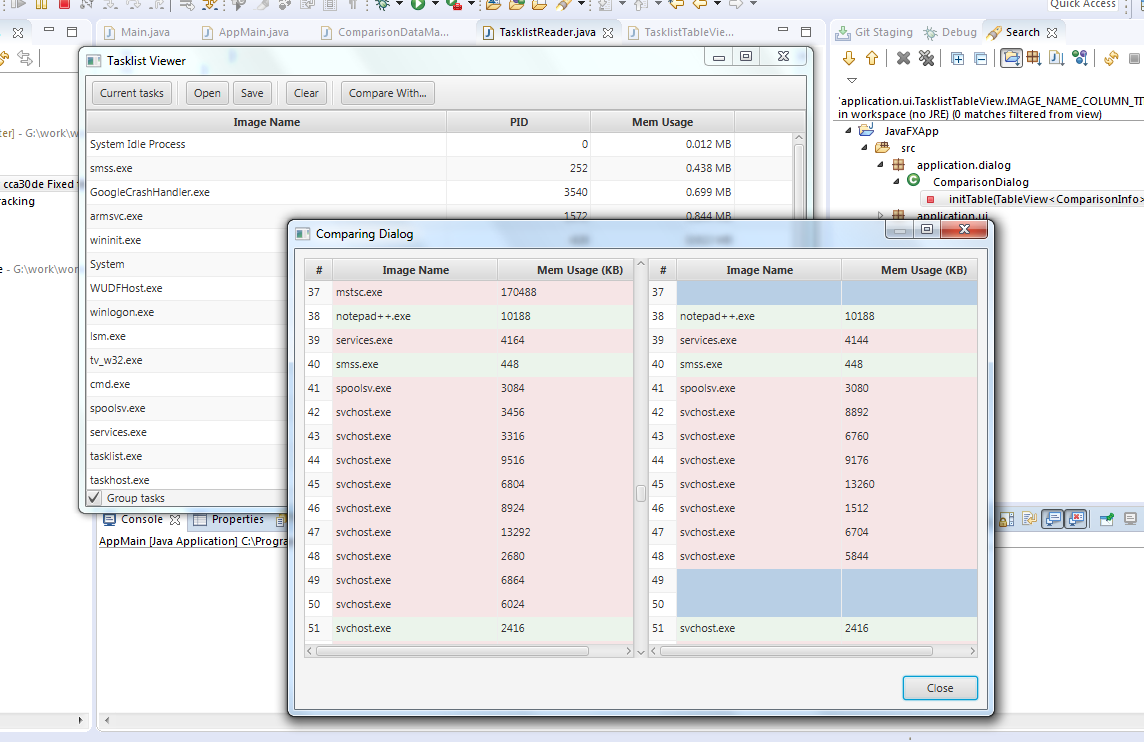 Quick Access
Main.java
AppMain.java
ComparisonDataMa...
TasklistReader.java
TasklistTableVie...
Git Staging
Debug
Search
Tasklist Viewer
Current tasks
Open
Save
Clear
Compare With...
Image Name PID Mem Usage
System Idle Process 0 0.012 MB
smss.exe 252 0.438 MB
GoogleCrashHandler.exe 3540 0.699 MB
armsvc.exe 1572 0.844 MB
wininit.exe
System
WUDFHost.exe
winlogon.exe
lsm.exe
tv_w32.exe
cmd.exe
spoolsv.exe
services.exe
tasklist.exe
taskhost.exe
Group tasks
ter] - G:\work\w
cca30de Fixed
racking
e - G:\work\wor
'application.ui.TasklistTableView.IMAGE_NAME_COLUMN_TI
in workspace (no JRE) (0 matches filtered from view)
JavaFXApp
src
application.dialog
ComparisonDialog
initTable(TableView<ComparisonInfo>
application.ui
Comparing Dialog
# Image Name Mem Usage (KB) # Image Name Mem Usage (KB)
37 mstsc.exe 170488 37
38 notepad++.exe 10188 38 notepad++.exe 10188
39 services.exe 4164 39 services.exe 4144
40 smss.exe 448 40 smss.exe 448
41 spoolsv.exe 3084 41 spoolsv.exe 3080
42 svchost.exe 3456 42 svchost.exe 8892
43 svchost.exe 3316 43 svchost.exe 6760
44 svchost.exe 9516 44 svchost.exe 9176
45 svchost.exe 6804 45 svchost.exe 13260
46 svchost.exe 8924 46 svchost.exe 1512
47 svchost.exe 13292 47 svchost.exe 6704
48 svchost.exe 2680 48 svchost.exe 5844
49 svchost.exe 6864 49
50 svchost.exe 6024 50
51 svchost.exe 2416 51 svchost.exe 2416
Close
Console
Properties
AppMain [Java Application] C:\Progra